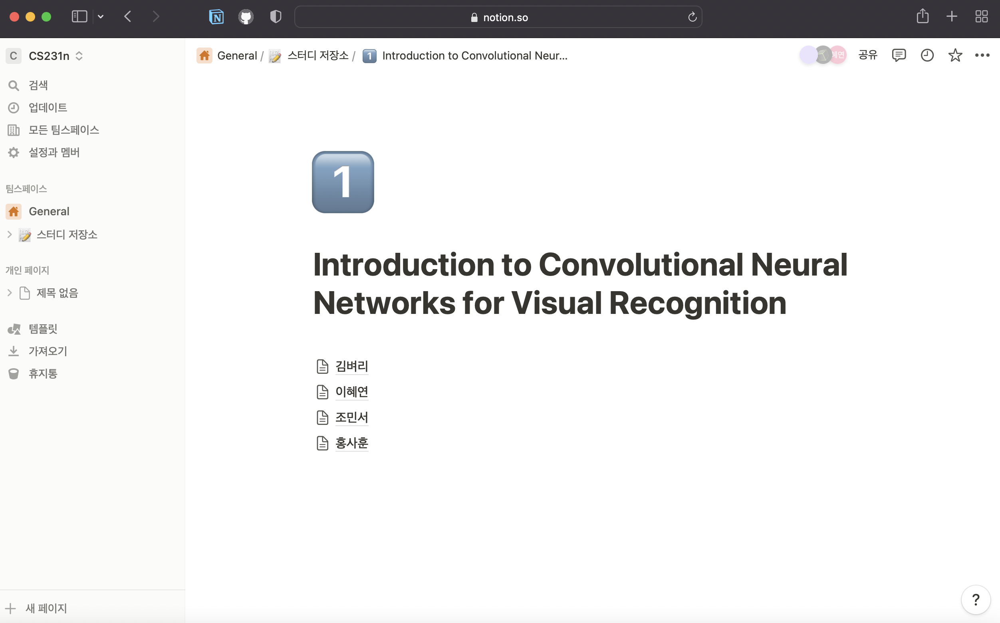 notion.so
C CS231n
검색
업데이트
모든 팀스페이스
설정과 멤버
팀스페이스
General
스터디 저장소
개인 페이지
제목 없음
템플릿
가져오기
휴지통
새 페이지
General / 스터디 저장소 / 1 Introduction to Convolutional Neur...
혜연 공유
1
Introduction to Convolutional Neural
Networks for Visual Recognition
김벼리
이혜연
조민서
홍사훈
?